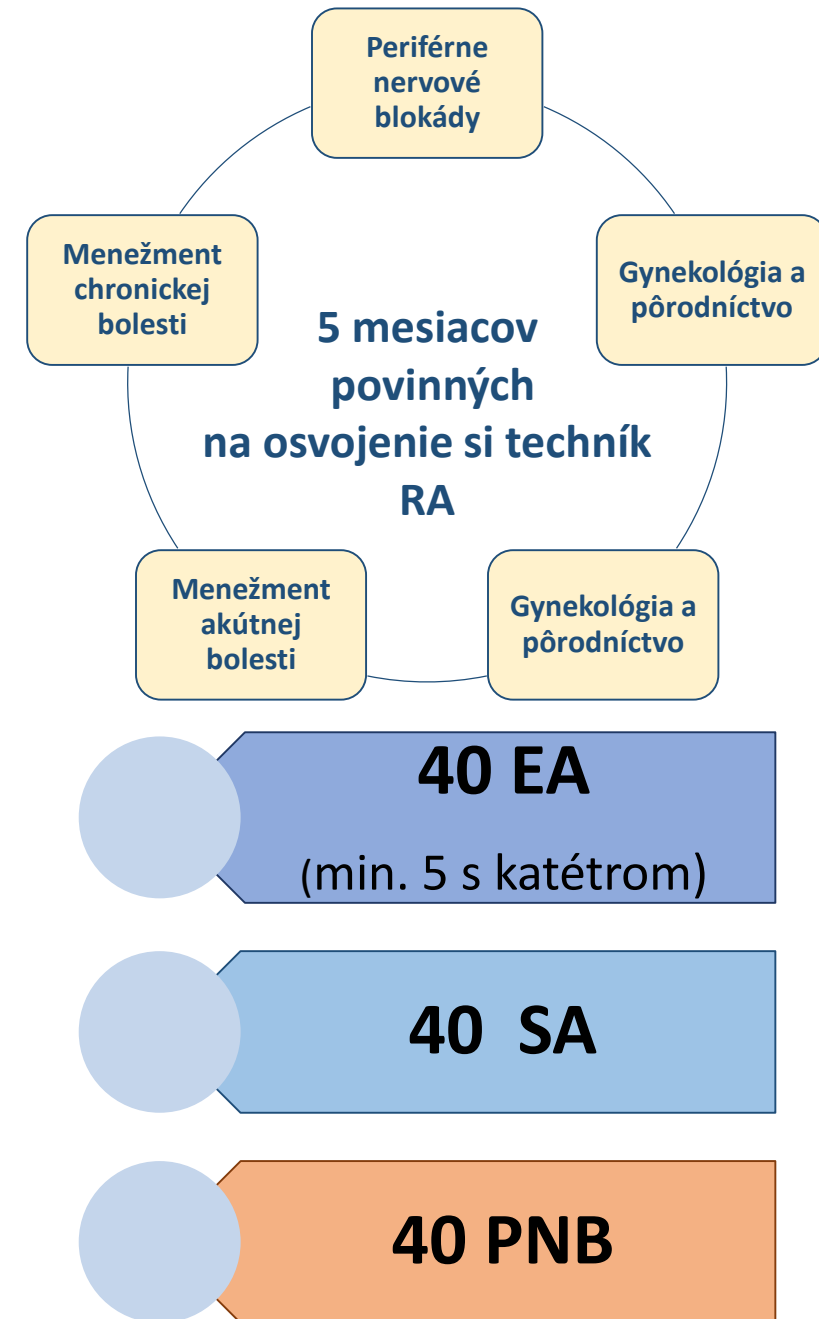 Periférne
nervové
blokády
Menežment
chronickej
bolesti
Gynekológia a
pôrodníctvo
5 mesiacov
povinných
na osvojenie si techník
RA
Menežment
akútnej
bolesti
Gynekológia a
pôrodníctvo
40 EA
(min. 5 s katétrom)
40 SA
40 PNB